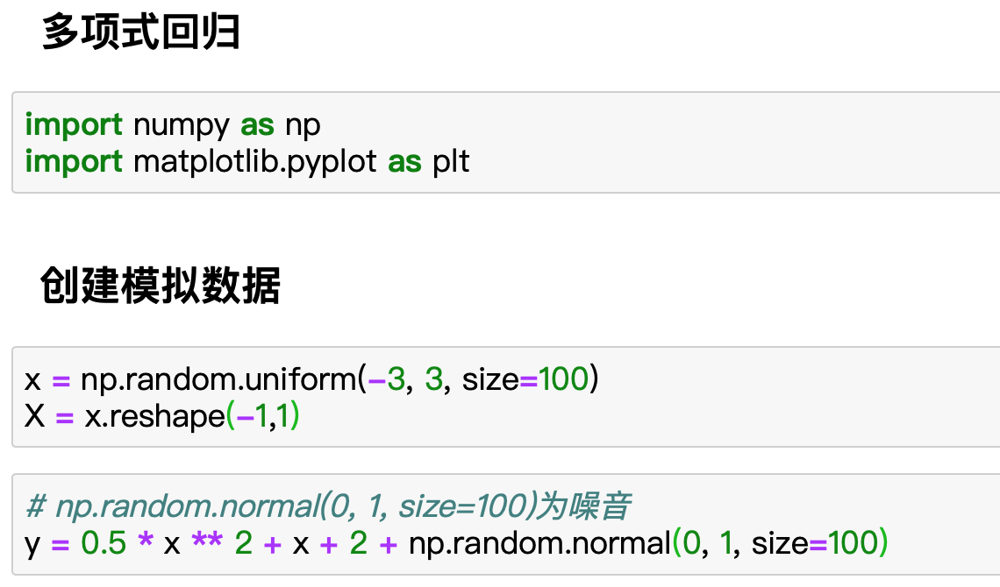 多项式回归
import numpy as np
import matplotlib.pyplot as plt
创建模拟数据
x = np.random.uniform(-3, 3, size=100)
X = x.reshape(-1,1)
# np.random.normal(0, 1, size=100)为噪音
y = 0.5 * x ** 2 + x + 2 + np.random.normal(0, 1, size=100)